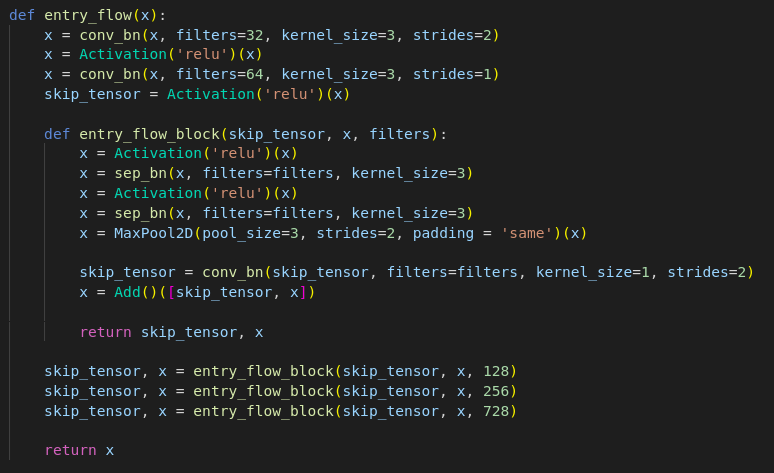 def entry_flow(x):
    x = conv_bn(x, filters=32, kernel_size=3, strides=2)
    x = Activation('relu')(x)
    x = conv_bn(x, filters=64, kernel_size=3, strides=1)
    skip_tensor = Activation('relu')(x)

    def entry_flow_block(skip_tensor, x, filters):
        x = Activation('relu')(x)
        x = sep_bn(x, filters=filters, kernel_size=3)
        x = Activation('relu')(x)
        x = sep_bn(x, filters=filters, kernel_size=3)
        x = MaxPool2D(pool_size=3, strides=2, padding = 'same')(x)

        skip_tensor = conv_bn(skip_tensor, filters=filters, kernel_size=1, strides=2)
        x = Add()([skip_tensor, x])

        return skip_tensor, x

    skip_tensor, x = entry_flow_block(skip_tensor, x, 128)
    skip_tensor, x = entry_flow_block(skip_tensor, x, 256)
    skip_tensor, x = entry_flow_block(skip_tensor, x, 728)

    return x